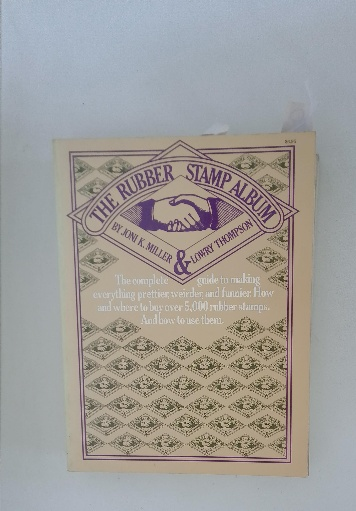 THE RUBBER STAMP ALBUM
BY JONI K. MILLER
& LOWRY THOMPSON
The complete guide to making
everything prettier, weirder and funnier. How
and where to buy over 5,000 rubber stamps.
And how to use them.